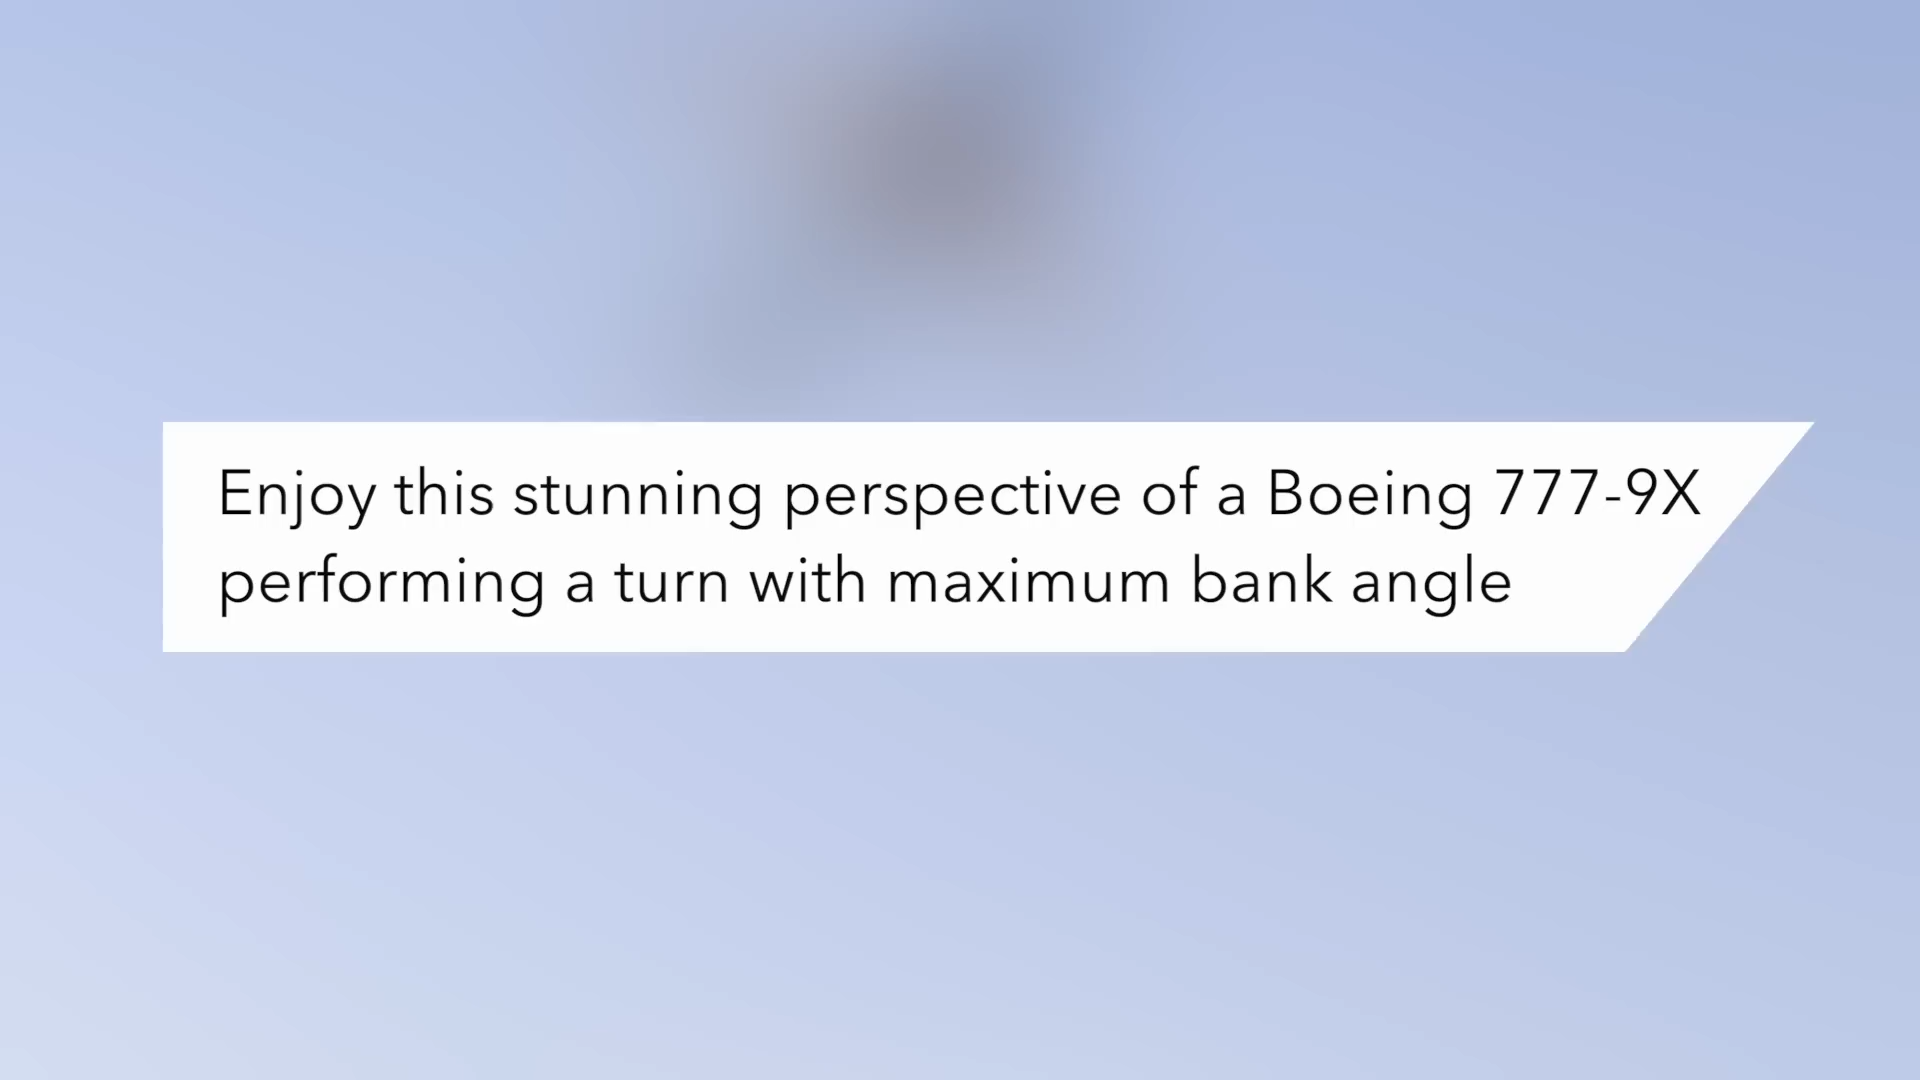 Enjoy this stunning perspective of a Boeing 777-9X
performing a turn with maximum bank angle